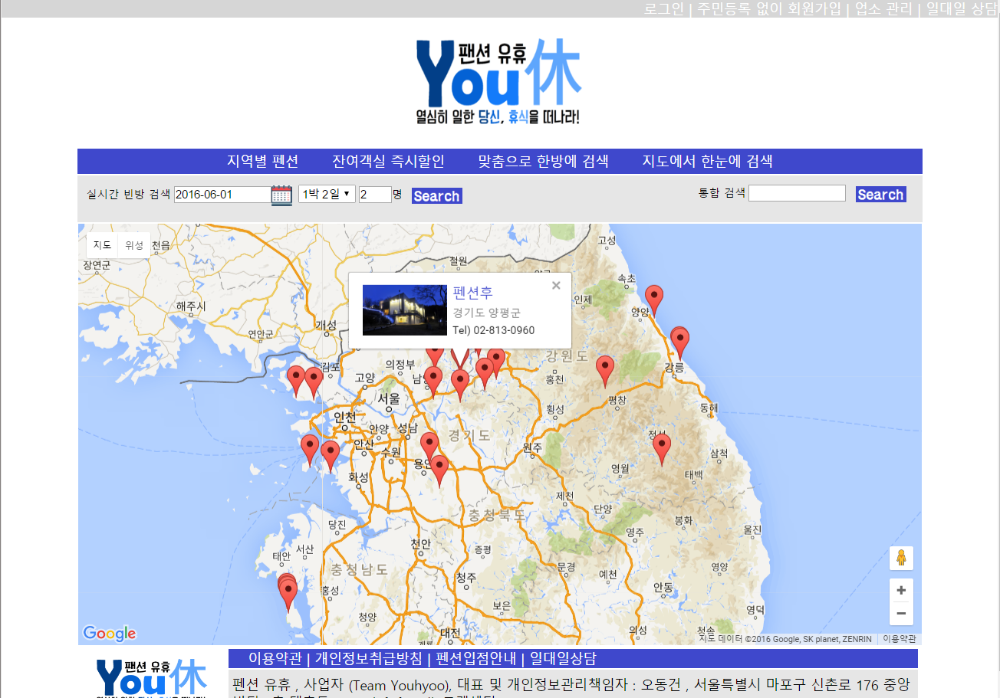 로그인 | 주민등록 없이 회원가입 | 업소 관리 | 일대일 상담
팬션 유휴
You休
열심히 일한 당신, 휴식을 떠나라!
지역별 펜션 잔여객실 즉시할인 맞춤으로 한방에 검색 지도에서 한눈에 검색
실시간 빈방 검색 2016-06-01 1박 2일 2 명 Search 통합 검색 Search
지도 위성 천읍
고성
장연군
철원
속초
해주시
인제
양양
연안군
개성
펜션후
경기도 양평군
Tel) 02-813-0960
강원도
김포
의정부
고양
홍천
강릉
서울
평창
인천
횡성
동해
안양 성남
경기도
안산
수원
원주
삼척
영월
태백
화성
제천
단양
충청북도
봉화
당진
영주
울진
서산
천안
증평
태안
충청남도
문경
영양
예천
청주
홍성
안동
보은
청양
영덕
대전
의성
청송
Google
지도 데이터 ©2016 Google, SK planet, ZENRIN 이용약관
이용약관 | 개인정보취급방침 | 펜션입점안내 | 일대일상담
팬션 유휴
You休
펜션 유휴 , 사업자 (Team Youhyoo), 대표 및 개인정보관리책임자 : 오동건 , 서울특별시 마포구 신촌로 176 중앙